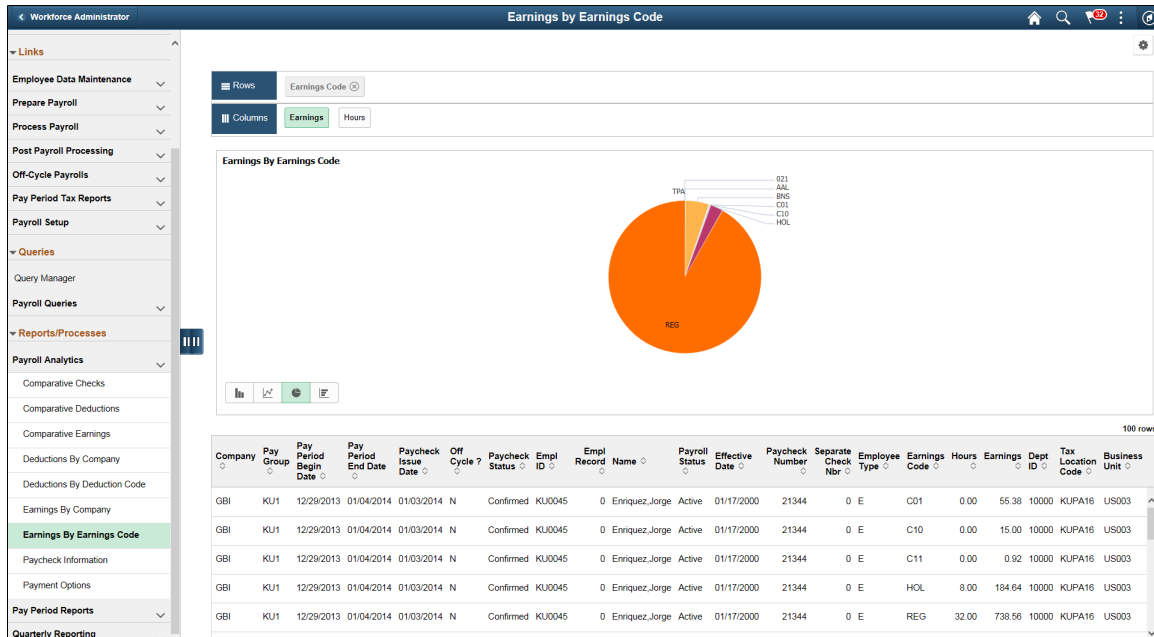 Workforce Administrator
Earnings by Earnings Code
32
Links
Employee Data Maintenance
Prepare Payroll
Process Payroll
Post Payroll Processing
Off-Cycle Payrolls
Pay Period Tax Reports
Payroll Setup
Queries
Query Manager
Payroll Queries
Reports/Processes
Payroll Analytics
Comparative Checks
Comparative Deductions
Comparative Earnings
Deductions By Company
Deductions By Deduction Code
Earnings By Company
Earnings By Earnings Code
Paycheck Information
Payment Options
Pay Period Reports
Quarterly Reporting
Rows
Earnings Code
Columns
Earnings Hours
Earnings By Earnings Code
TPA
021
AAL
BNS
C01
C10
HOL
REG
100 rows
Company Pay Group Pay Period Begin Date Pay Period End Date Paycheck Issue Date Off Cycle ? Paycheck Status Empl ID Empl Record Name Payroll Status Effective Date Paycheck Number Separate Check Nbr Employee Type Earnings Code Hours Earnings Dept ID Tax Location Code Business Unit
GBI KU1 12/29/2013 01/04/2014 01/03/2014 N Confirmed KU0045 0 Enriquez,Jorge Active 01/17/2000 21344 0 E C01 0.00 55.38 10000 KUPA16 US003
GBI KU1 12/29/2013 01/04/2014 01/03/2014 N Confirmed KU0045 0 Enriquez,Jorge Active 01/17/2000 21344 0 E C10 0.00 15.00 10000 KUPA16 US003
GBI KU1 12/29/2013 01/04/2014 01/03/2014 N Confirmed KU0045 0 Enriquez,Jorge Active 01/17/2000 21344 0 E C11 0.00 0.92 10000 KUPA16 US003
GBI KU1 12/29/2013 01/04/2014 01/03/2014 N Confirmed KU0045 0 Enriquez,Jorge Active 01/17/2000 21344 0 E HOL 8.00 184.64 10000 KUPA16 US003
GBI KU1 12/29/2013 01/04/2014 01/03/2014 N Confirmed KU0045 0 Enriquez,Jorge Active 01/17/2000 21344 0 E REG 32.00 738.56 10000 KUPA16 US003